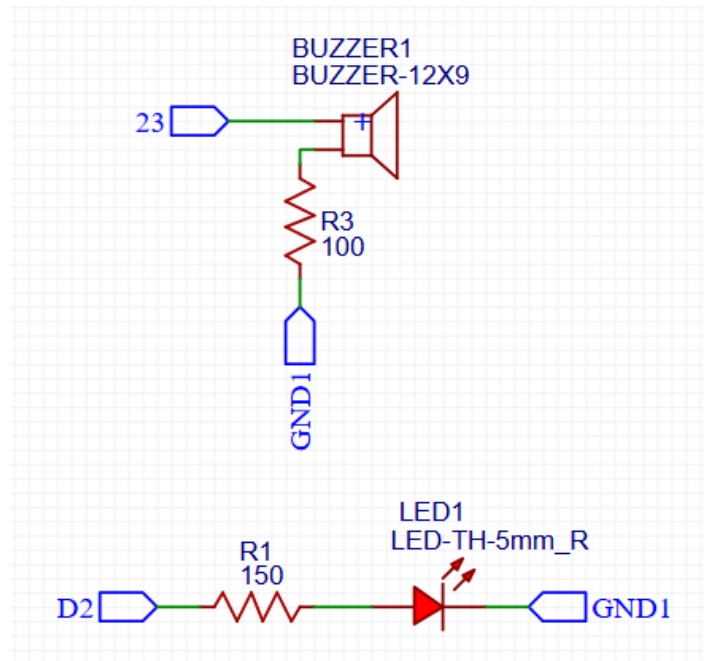 BUZZER1
BUZZER-12X9
23
+
R3
100
GND1
LED1
LED-TH-5mm_R
R1
150
D2
GND1